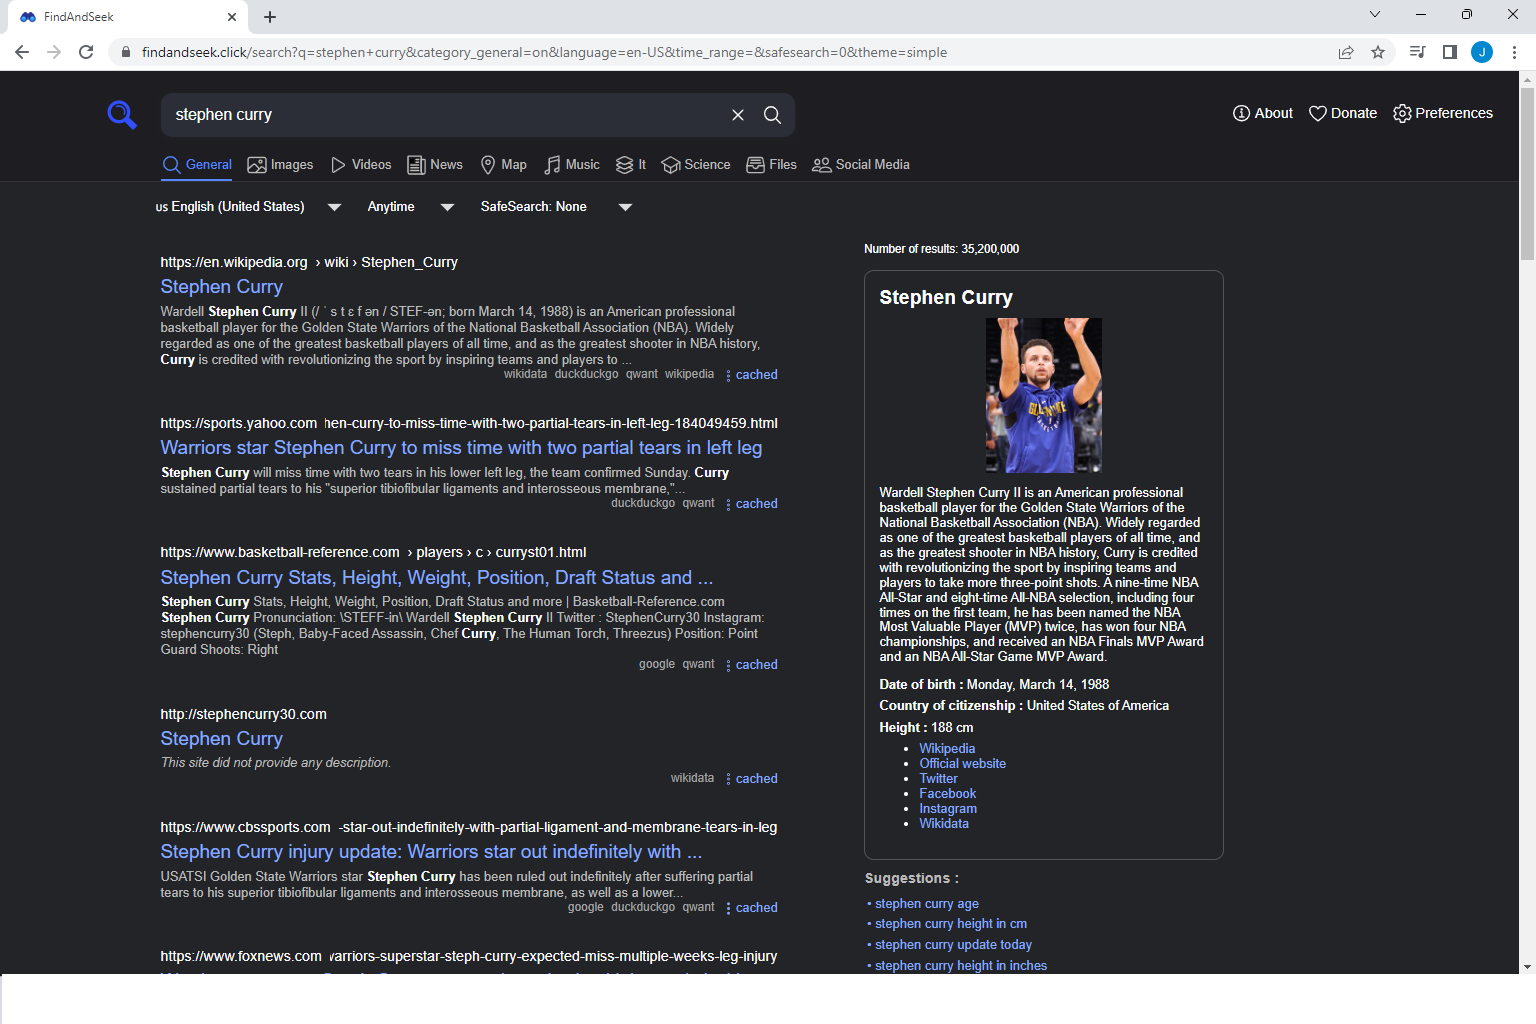 FindAndSeek
findandseek.click/search?q=stephen+curry&category_general=on&language=en-US&time_range=&safesearch=0&theme=simple
J
stephen curry
About Donate Preferences
General Images Videos News Map Music It Science Files Social Media
US English (United States) Anytime SafeSearch: None
https://en.wikipedia.org › wiki › Stephen_Curry
Stephen Curry
Wardell Stephen Curry II (/ ˈ s t ɛ f ən / STEF-ən; born March 14, 1988) is an American professional
basketball player for the Golden State Warriors of the National Basketball Association (NBA). Widely
regarded as one of the greatest basketball players of all time, and as the greatest shooter in NBA history,
Curry is credited with revolutionizing the sport by inspiring teams and players to ...
wikidata duckduckgo qwant wikipedia cached
https://sports.yahoo.com hen-curry-to-miss-time-with-two-partial-tears-in-left-leg-184049459.html
Warriors star Stephen Curry to miss time with two partial tears in left leg
Stephen Curry will miss time with two tears in his lower left leg, the team confirmed Sunday. Curry
sustained partial tears to his "superior tibiofibular ligaments and interosseous membrane,"...
duckduckgo qwant cached
https://www.basketball-reference.com › players › c › curryst01.html
Stephen Curry Stats, Height, Weight, Position, Draft Status and ...
Stephen Curry Stats, Height, Weight, Position, Draft Status and more | Basketball-Reference.com
Stephen Curry Pronunciation: \STEFF-in\ Wardell Stephen Curry II Twitter : StephenCurry30 Instagram:
stephencurry30 (Steph, Baby-Faced Assassin, Chef Curry, The Human Torch, Threezus) Position: Point
Guard Shoots: Right
google qwant cached
http://stephencurry30.com
Stephen Curry
This site did not provide any description.
wikidata cached
https://www.cbssports.com -star-out-indefinitely-with-partial-ligament-and-membrane-tears-in-leg
Stephen Curry injury update: Warriors star out indefinitely with ...
USATSI Golden State Warriors star Stephen Curry has been ruled out indefinitely after suffering partial
tears to his superior tibiofibular ligaments and interosseous membrane, as well as a lower...
google duckduckgo qwant cached
https://www.foxnews.com varriors-superstar-steph-curry-expected-miss-multiple-weeks-leg-injury
Number of results: 35,200,000
Stephen Curry
Wardell Stephen Curry II is an American professional
basketball player for the Golden State Warriors of the
National Basketball Association (NBA). Widely regarded
as one of the greatest basketball players of all time, and
as the greatest shooter in NBA history, Curry is credited
with revolutionizing the sport by inspiring teams and
players to take more three-point shots. A nine-time NBA
All-Star and eight-time All-NBA selection, including four
times on the first team, he has been named the NBA
Most Valuable Player (MVP) twice, has won four NBA
championships, and received an NBA Finals MVP Award
and an NBA All-Star Game MVP Award.
Date of birth : Monday, March 14, 1988
Country of citizenship : United States of America
Height : 188 cm
• Wikipedia
• Official website
• Twitter
• Facebook
• Instagram
• Wikidata
Suggestions :
• stephen curry age
• stephen curry height in cm
• stephen curry update today
• stephen curry height in inches